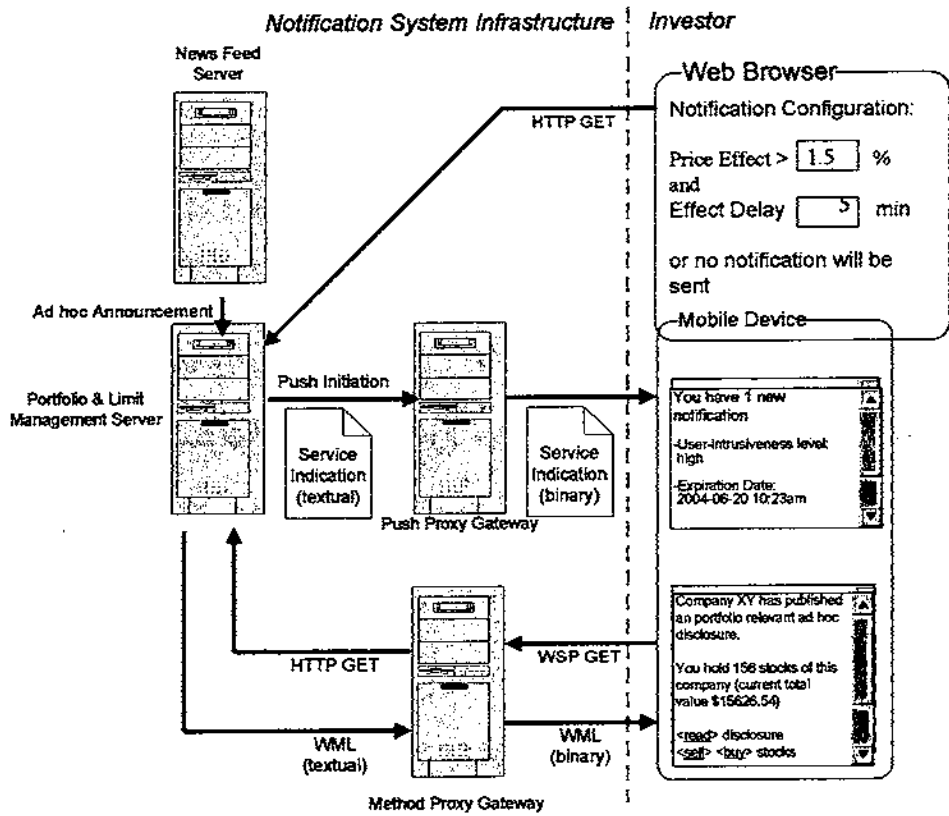 Notification System Infrastructure
Investor
News Feed
Server
Web Browser
Notification Configuration:
HTTP GET
Price Effect > 1.5 %
and
Effect Delay 5 min
or no notification will be
sent
Ad hoc Announcement
Mobile Device
Portfolio & Limit
Management Server
Push Initiation
Service
Indication
(textual)
Push Proxy Gateway
Service
Indication
(binary)
You have 1 new
notification
-User-intrusiveness level:
high
-Expiration Date:
2004-06-20 10:23am
HTTP GET
WSP GET
WML
(textual)
WML
(binary)
Method Proxy Gateway
Company XY has published
an portfolio relevant ad hoc
disclosure.
You hold 156 stocks of this
company (current total
value $15626.54)
<read> disclosure
<sell> <buy> stocks